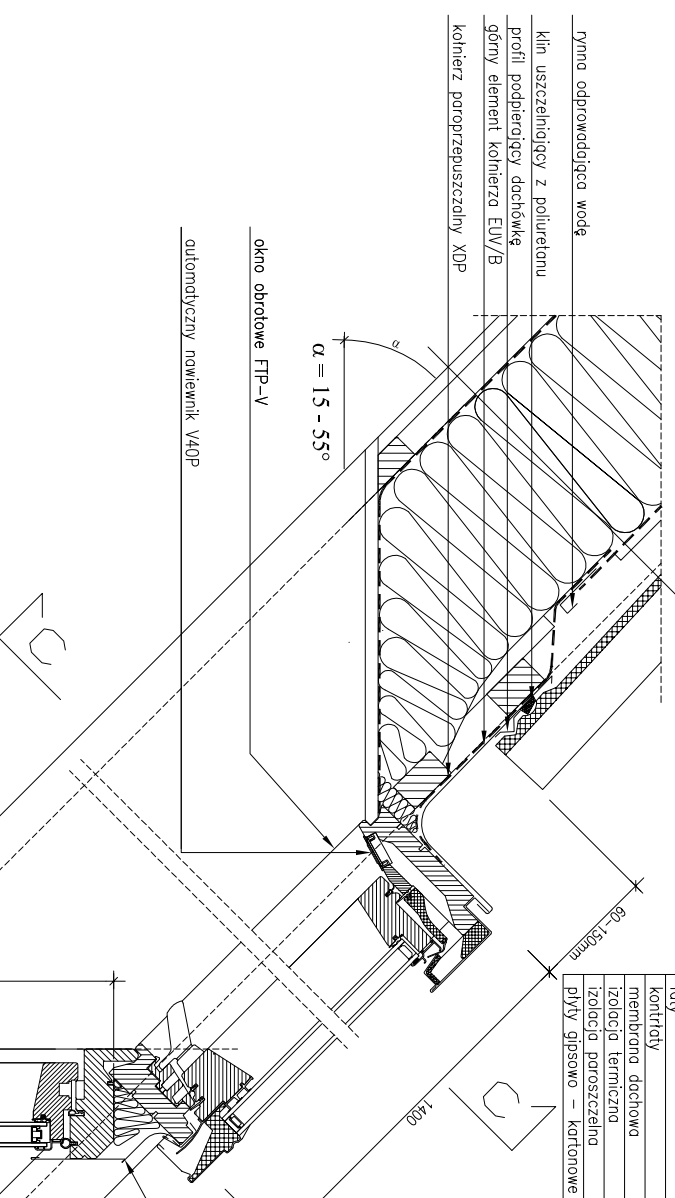 rynna odprowadająca wodę
klin uszczelniający z poliuretanu
profil podpierający dachówkę
górny element kołnierza EUV/B
kołnierz paroprzepuszczalny XDP
okno obrotowe FTP-V
automatyczny nawiewnik V40P
α
α = 15 - 55°
60-150mm
1400
C
C
kontrłaty
membrana dachowa
izolacja termiczna
izolacja paroszczelna
płyty gipsowo - kartonowe